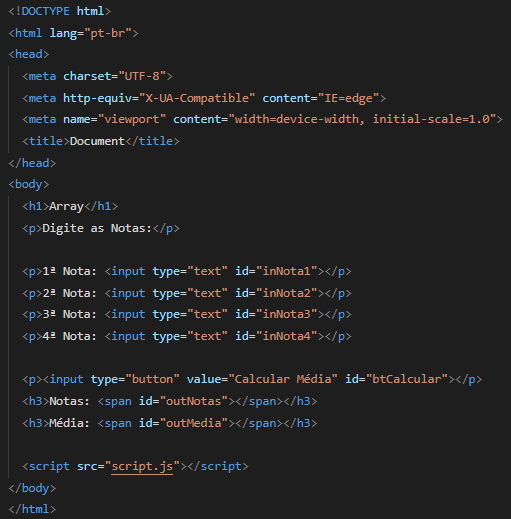 <!DOCTYPE html>
<html lang="pt-br">
<head>
<meta charset="UTF-8">
<meta http-equiv="X-UA-Compatible" content="IE=edge">
<meta name="viewport" content="width=device-width, initial-scale=1.0">
<title>Document</title>
</head>
<body>
<h1>Array</h1>
<p>Digite as Notas:</p>
<p>1ª Nota: <input type="text" id="inNota1"></p>
<p>2ª Nota: <input type="text" id="inNota2"></p>
<p>3ª Nota: <input type="text" id="inNota3"></p>
<p>4ª Nota: <input type="text" id="inNota4"></p>
<p><input type="button" value="Calcular Média" id="btCalcular"></p>
<h3>Notas: <span id="outNotas"></span></h3>
<h3>Média: <span id="outMedia"></span></h3>
<script src="script.js"></script>
</body>
</html>